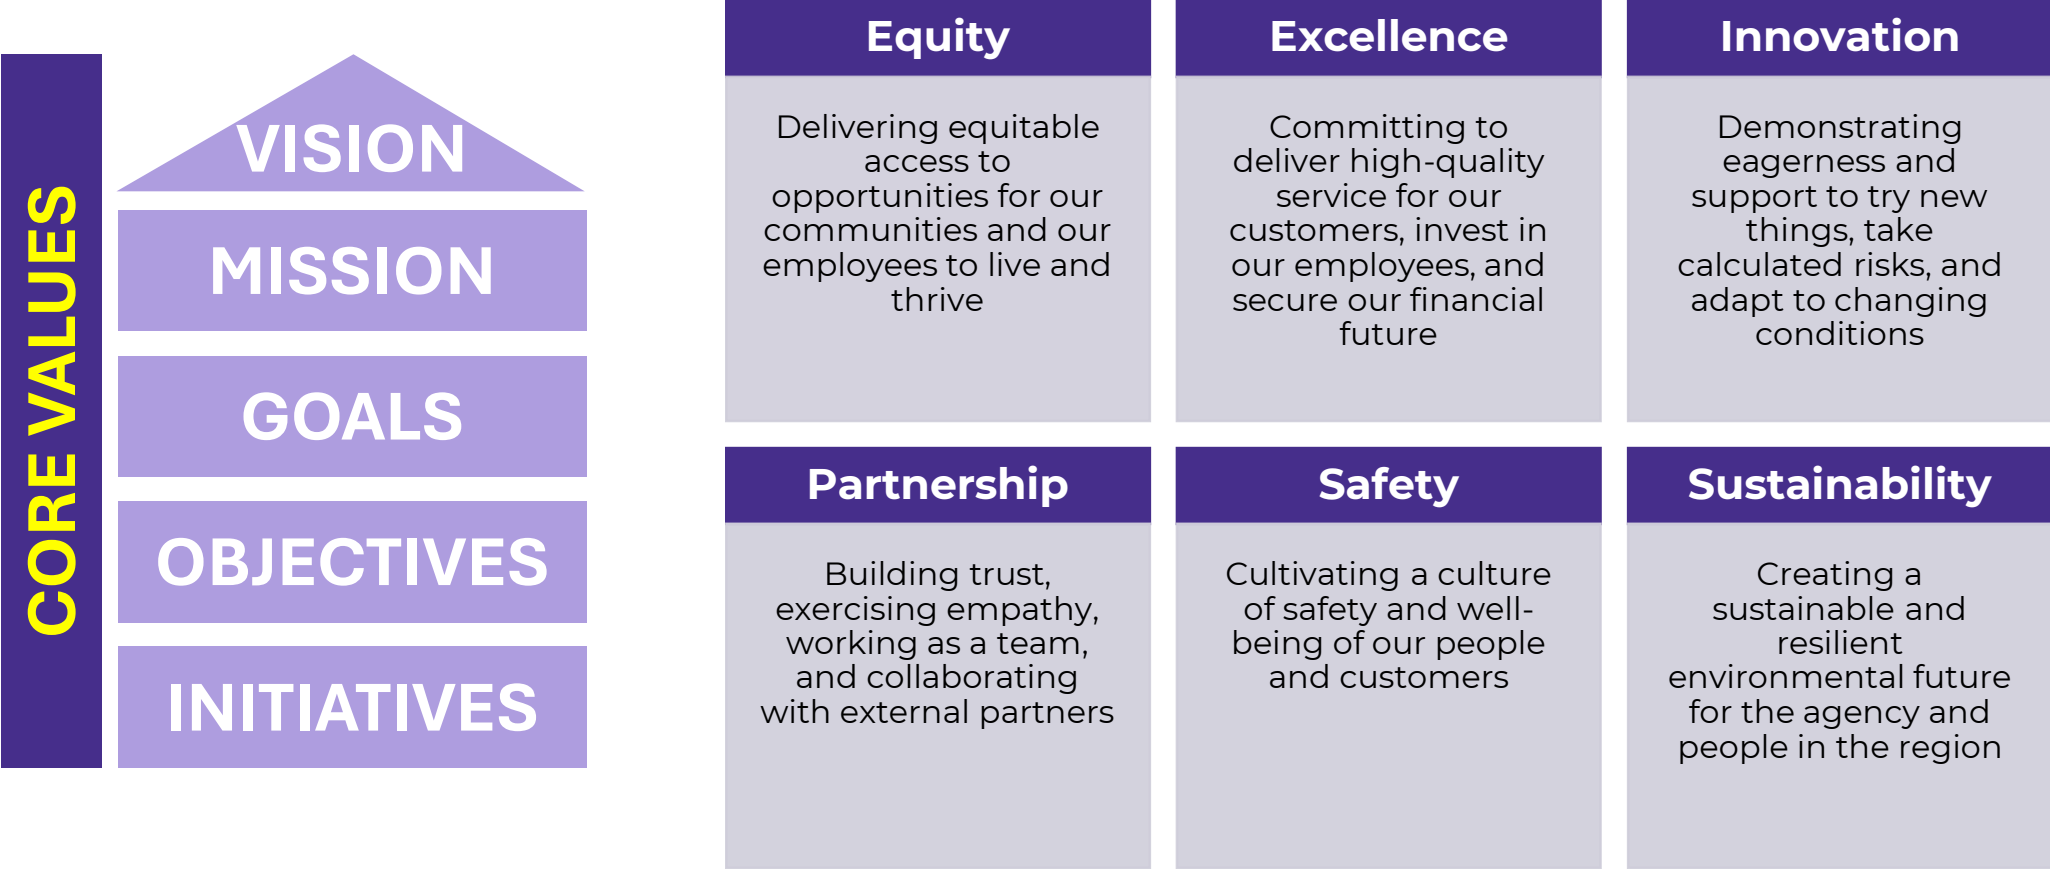 CORE VALUES
VISION
MISSION
GOALS
OBJECTIVES
INITIATIVES
Equity
Delivering equitable
access to
opportunities for our
communities and our
employees to live and
thrive
Excellence
Committing to
deliver high-quality
service for our
customers, invest in
our employees, and
secure our financial
future
Innovation
Demonstrating
eagerness and
support to try new
things, take
calculated risks, and
adapt to changing
conditions
Partnership
Building trust,
exercising empathy,
working as a team,
and collaborating
with external partners
Safety
Cultivating a culture
of safety and well-
being of our people
and customers
Sustainability
Creating a
sustainable and
resilient
environmental future
for the agency and
people in the region